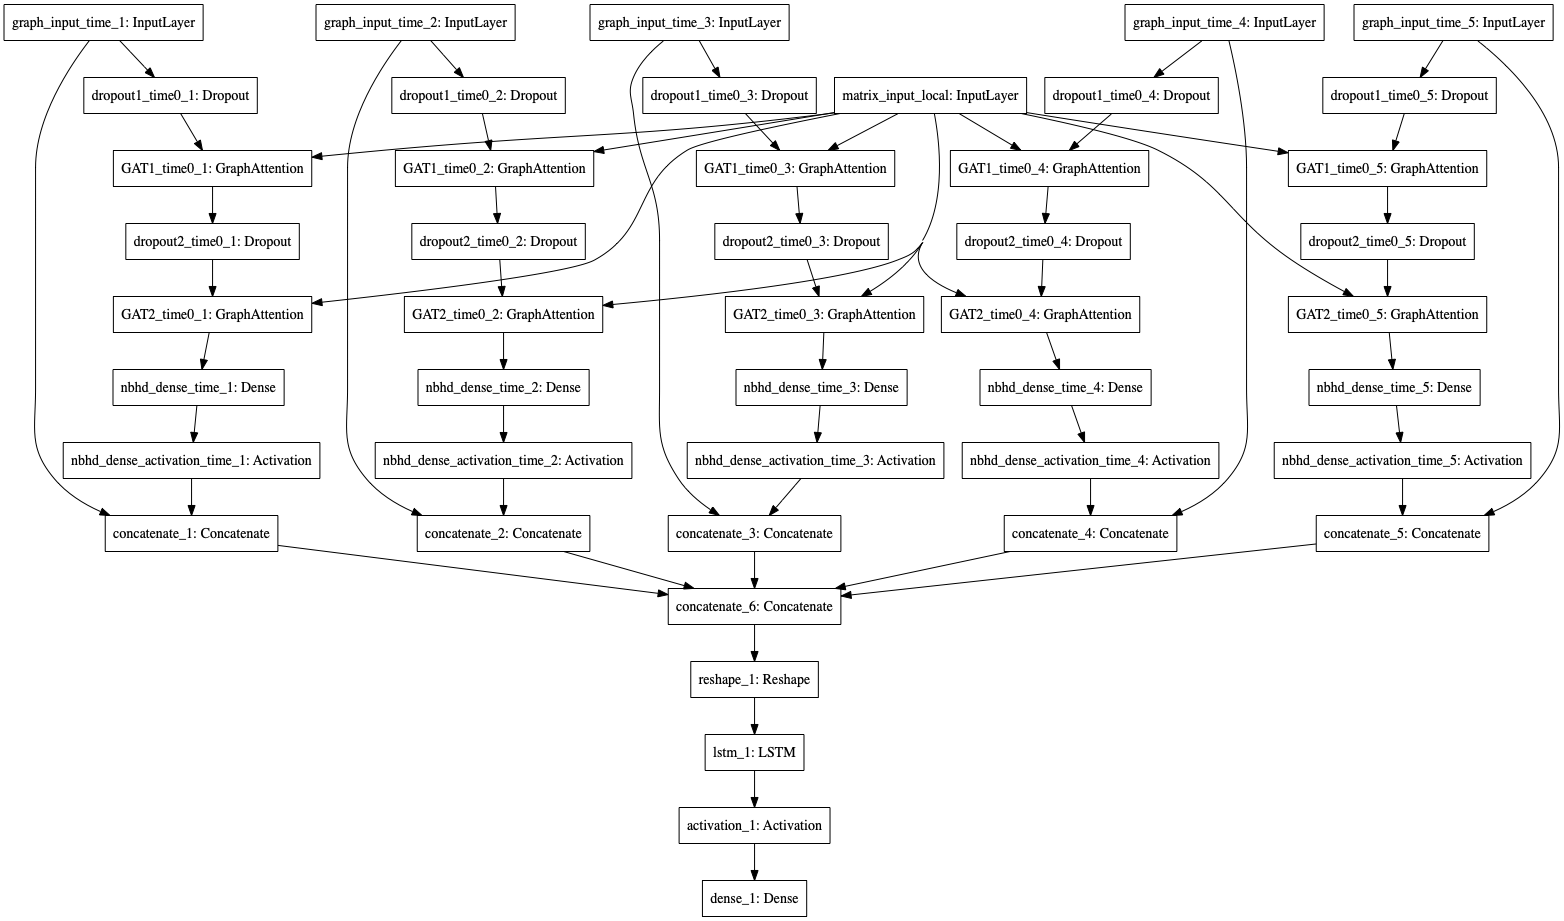 graph_input_time_1: InputLayer
graph_input_time_2: InputLayer
graph_input_time_3: InputLayer
graph_input_time_4: InputLayer
graph_input_time_5: InputLayer
dropout1_time0_1: Dropout
dropout1_time0_2: Dropout
dropout1_time0_3: Dropout
matrix_input_local: InputLayer
dropout1_time0_4: Dropout
dropout1_time0_5: Dropout
GAT1_time0_1: GraphAttention
GAT1_time0_2: GraphAttention
GAT1_time0_3: GraphAttention
GAT1_time0_4: GraphAttention
GAT1_time0_5: GraphAttention
dropout2_time0_1: Dropout
dropout2_time0_2: Dropout
dropout2_time0_3: Dropout
dropout2_time0_4: Dropout
dropout2_time0_5: Dropout
GAT2_time0_1: GraphAttention
GAT2_time0_2: GraphAttention
GAT2_time0_3: GraphAttention
GAT2_time0_4: GraphAttention
GAT2_time0_5: GraphAttention
nbhd_dense_time_1: Dense
nbhd_dense_time_2: Dense
nbhd_dense_time_3: Dense
nbhd_dense_time_4: Dense
nbhd_dense_time_5: Dense
nbhd_dense_activation_time_1: Activation
nbhd_dense_activation_time_2: Activation
nbhd_dense_activation_time_3: Activation
nbhd_dense_activation_time_4: Activation
nbhd_dense_activation_time_5: Activation
concatenate_1: Concatenate
concatenate_2: Concatenate
concatenate_3: Concatenate
concatenate_4: Concatenate
concatenate_5: Concatenate
concatenate_6: Concatenate
reshape_1: Reshape
lstm_1: LSTM
activation_1: Activation
dense_1: Dense